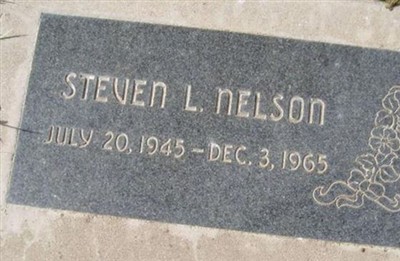 STEVEN L. NELSON
JULY 20, 1945 – DEC. 3, 1965